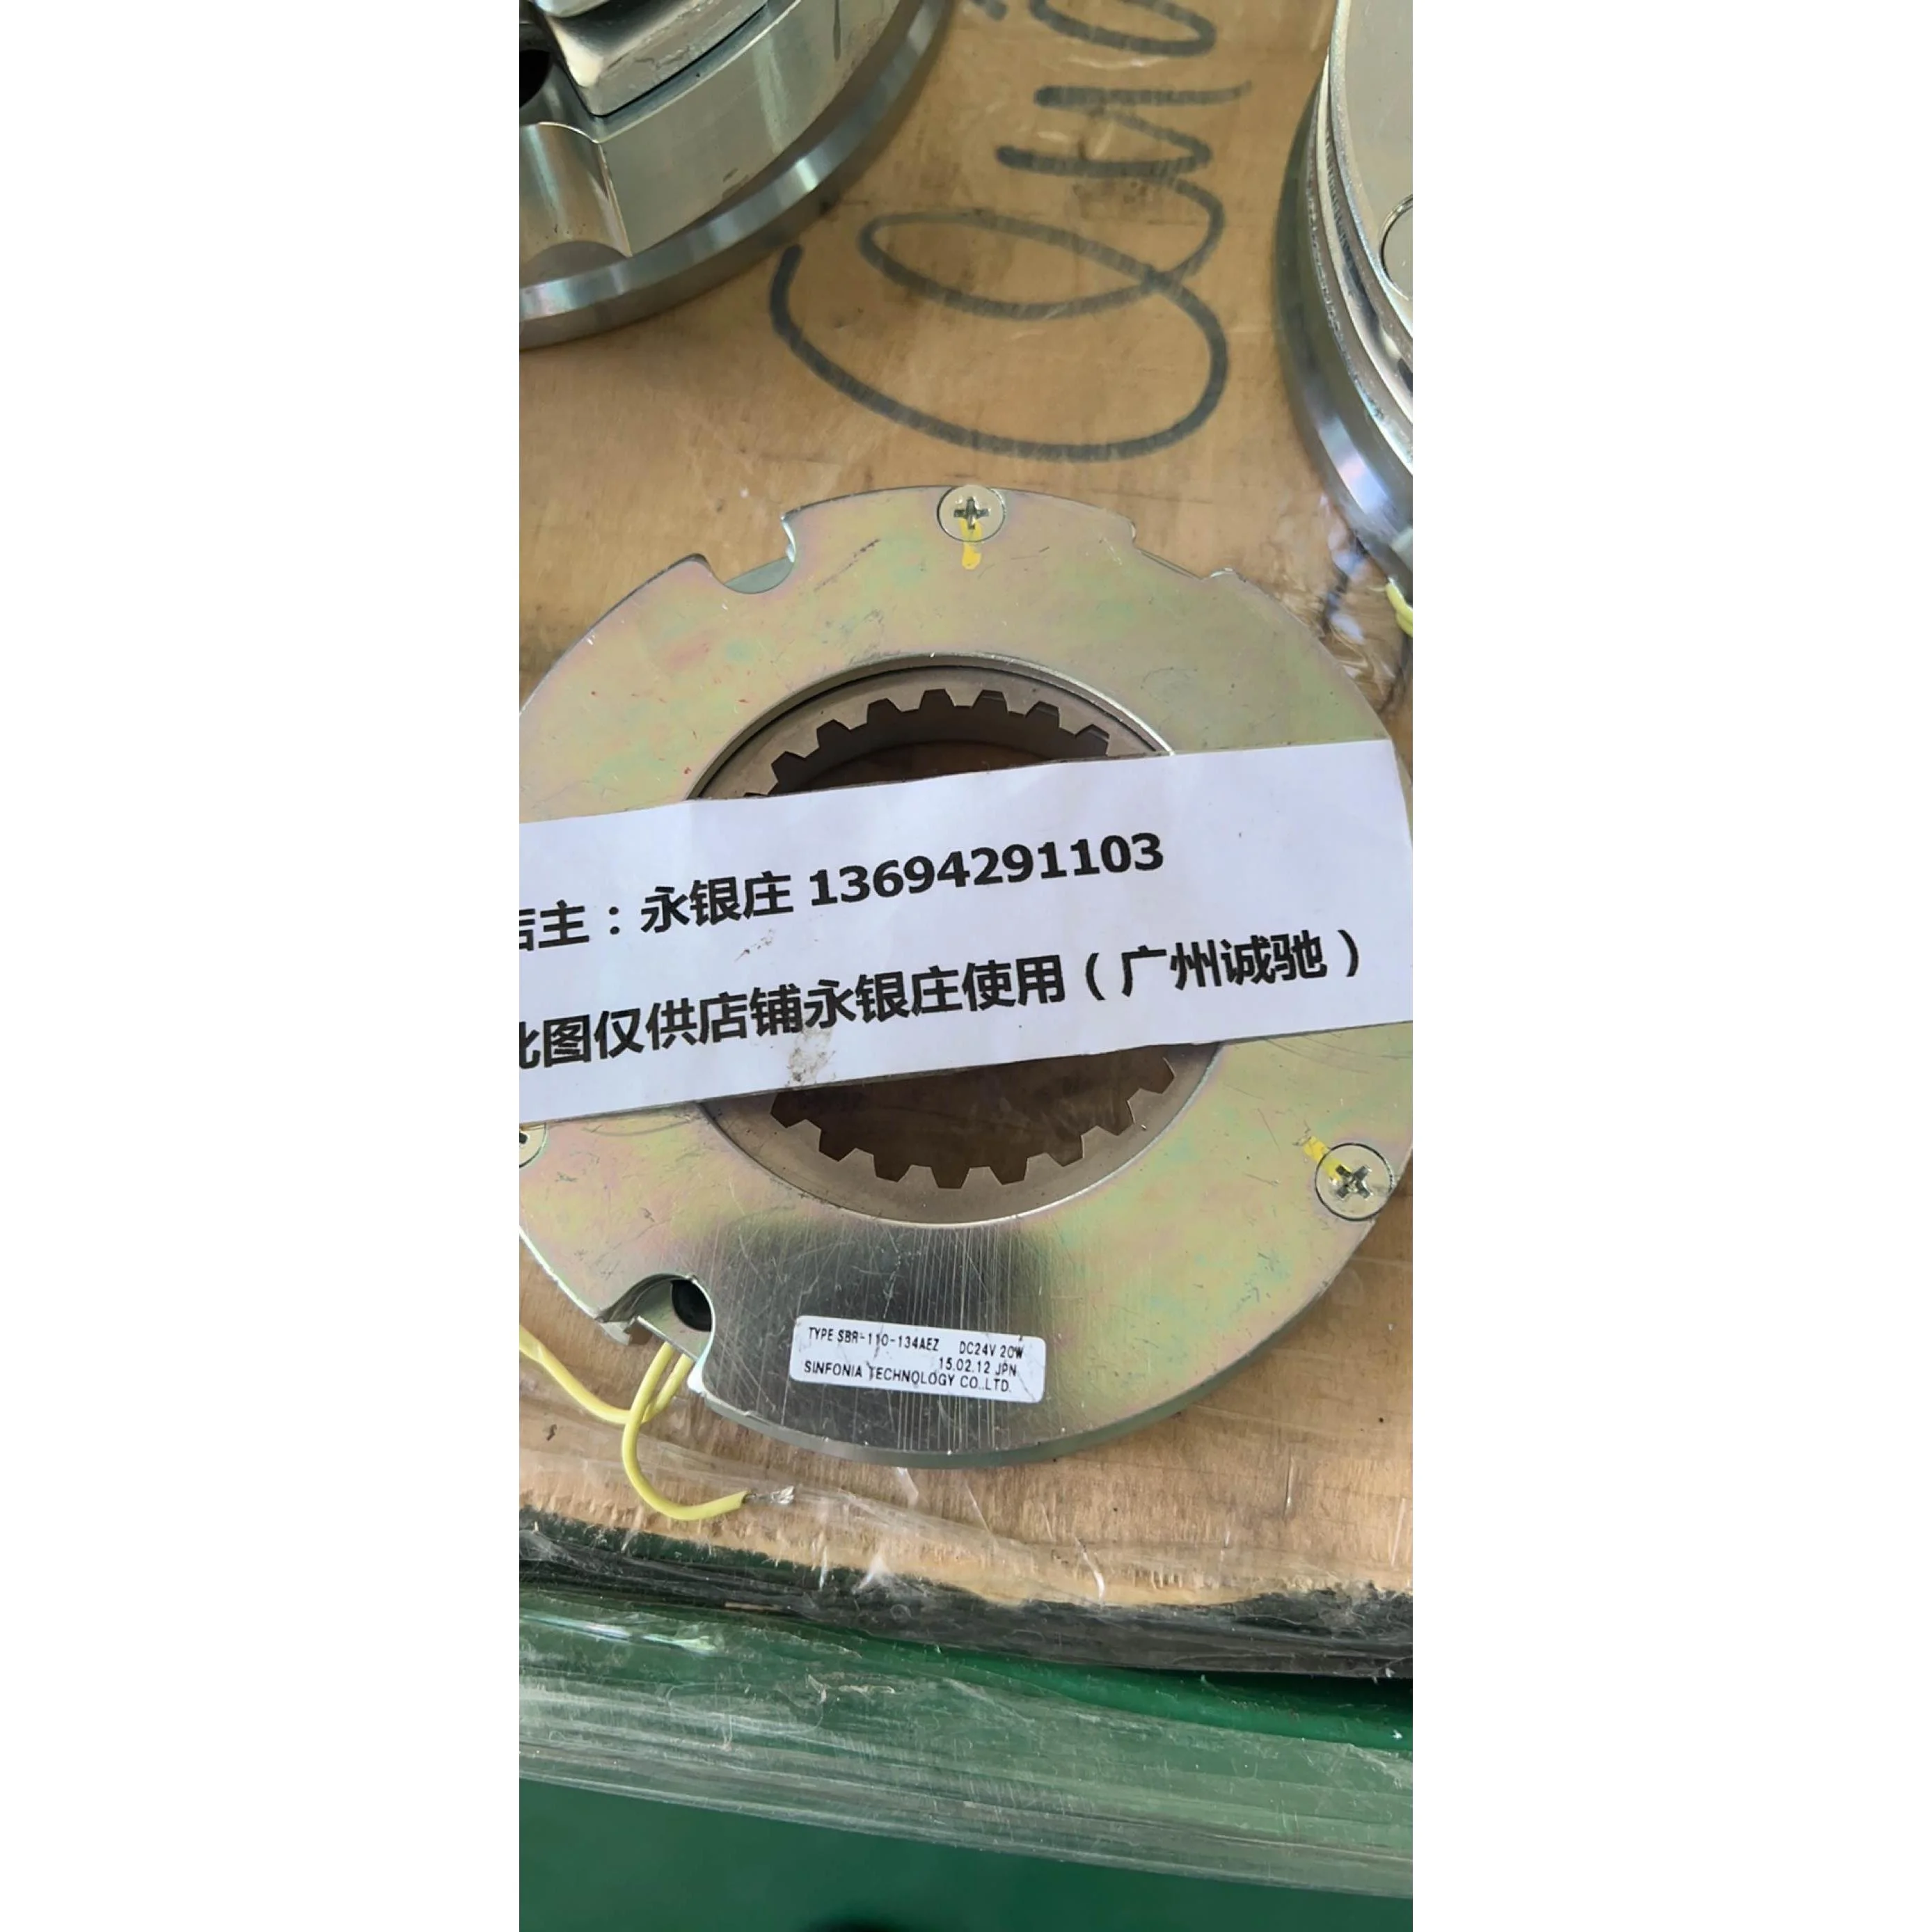 店主：永银庄 13694291103
此图仅供店铺永银庄使用（广州诚驰）
TYPE SBR-110-134AEZ DC24V 20W
15.02.12 JPN
SINFONIA TECHNOLOGY CO.,LTD.